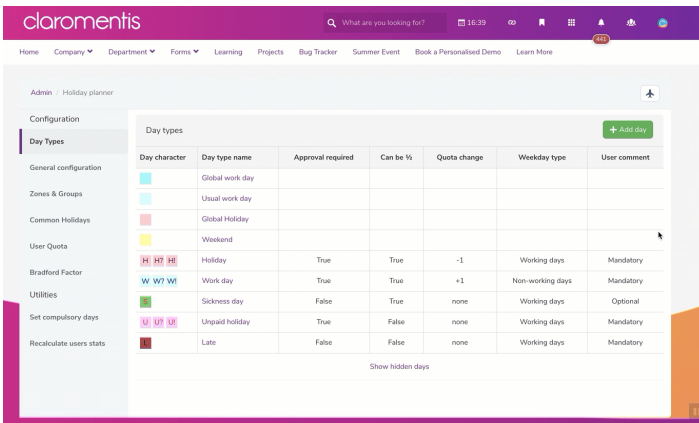 claromentis
What are you looking for?
16:39
441
Home Company Department Forms Learning Projects Bug Tracker Summer Event Book a Personalised Demo Learn More
Admin / Holiday planner
Configuration
Day Types
General configuration
Zones & Groups
Common Holidays
User Quota
Bradford Factor
Utilities
Set compulsory days
Recalculate users stats
Day types
+ Add day
Day character Day type name Approval required Can be ½ Quota change Weekday type User comment
Global work day
Usual work day
Global Holiday
Weekend
H H? H! Holiday True True -1 Working days Mandatory
W W? W! Work day True True +1 Non-working days Mandatory
S Sickness day False True none Working days Optional
U U? U! Unpaid holiday True False none Working days Mandatory
L Late False False none Working days Mandatory
Show hidden days